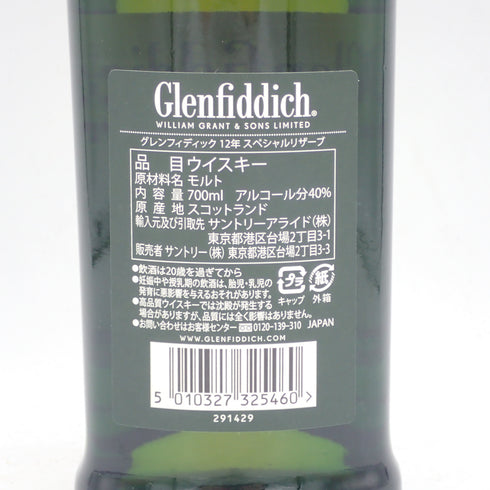 Glenfiddich®
WILLIAM GRANT & SONS LIMITED
グレンフィディック 12年 スペシャルリザーブ
品　目 ウイスキー
原材料名 モルト
内 容 量 700ml アルコール分40%
原 産 地 スコットランド
輸入元及び引取先 サントリーアライド(株)
東京都港区台場2丁目3-1
販売者 サントリー(株) 東京都港区台場2丁目3-3
●飲酒は20歳を過ぎてから
●妊娠中や授乳期の飲酒は、胎児・乳児の
発育に悪影響を与えるおそれがあります。
プラ キャップ
紙 外箱
●高品質ウイスキーでは沈殿が発生する
場合がありますが、品質には全く影響はありません。
●お問い合わせはお客様センター 0120-139-310 JAPAN
WWW.GLENFIDDICH.COM
5 010327 325460 >
291429